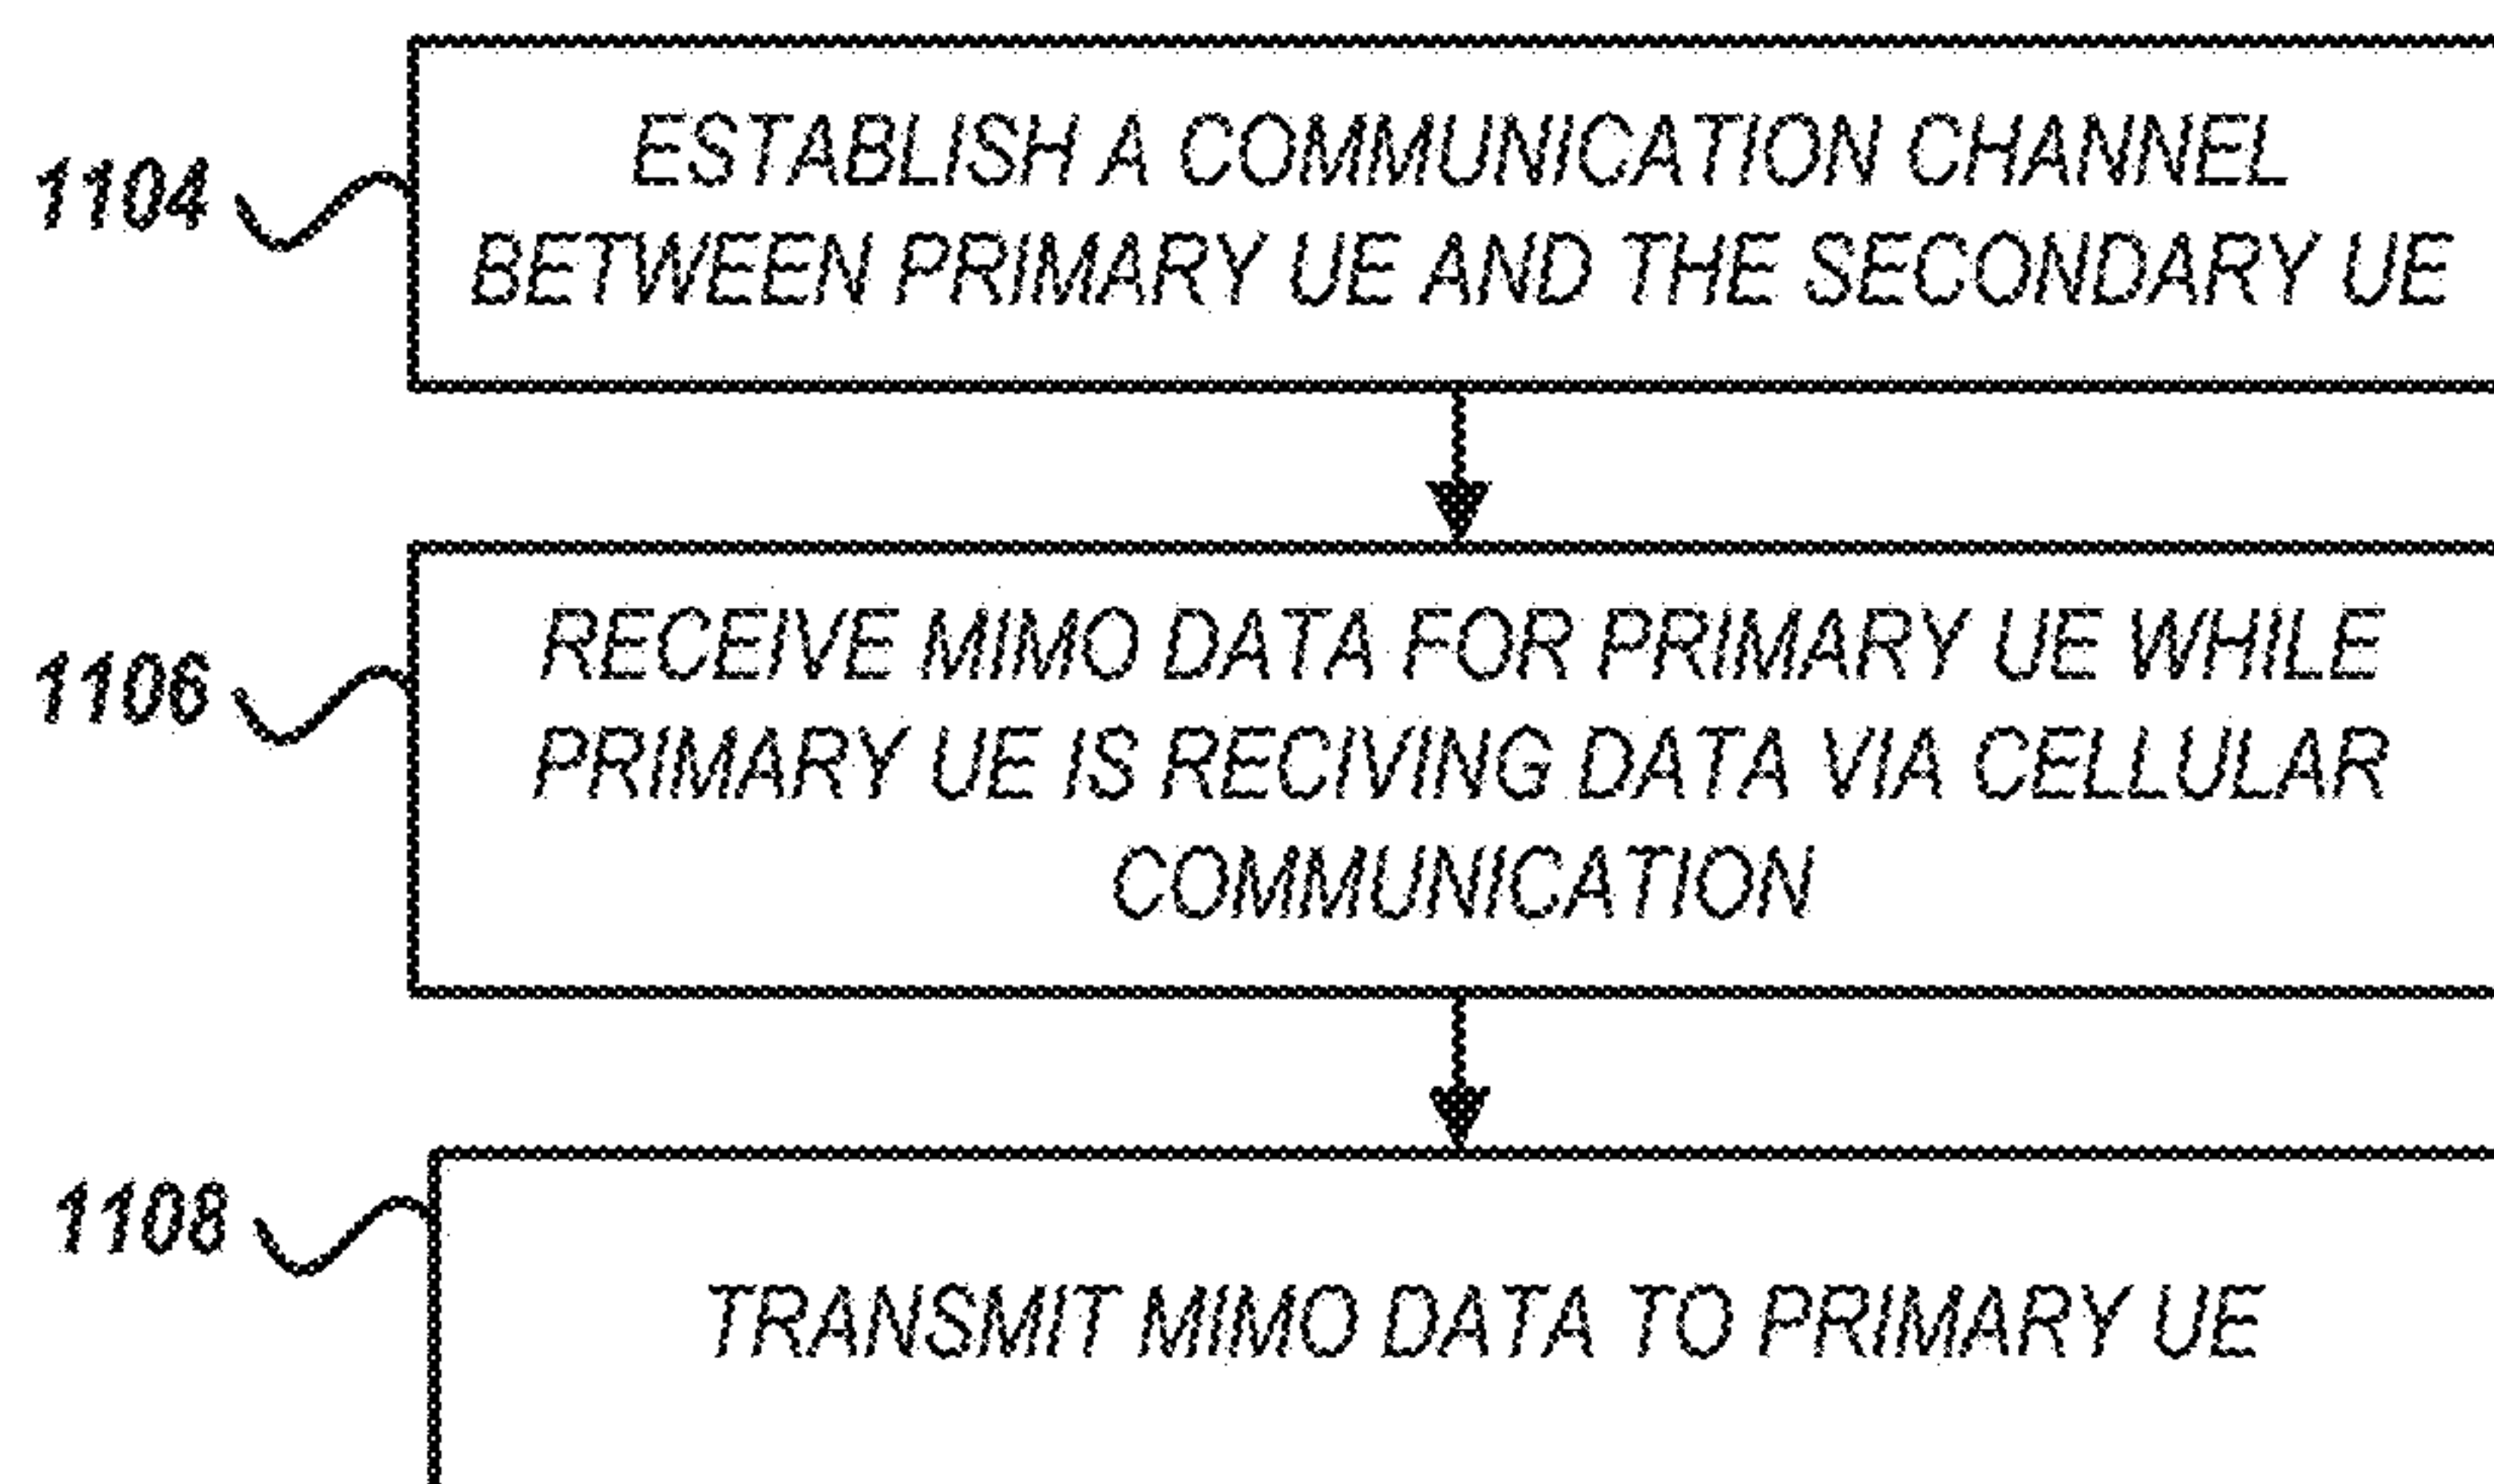 1104
ESTABLISH A COMMUNICATION CHANNEL
BETWEEN PRIMARY UE AND THE SECONDARY UE
1106
RECEIVE MIMO DATA FOR PRIMARY UE WHILE
PRIMARY UE IS RECIVING DATA VIA CELLULAR
COMMUNICATION
1108
TRANSMIT MIMO DATA TO PRIMARY UE